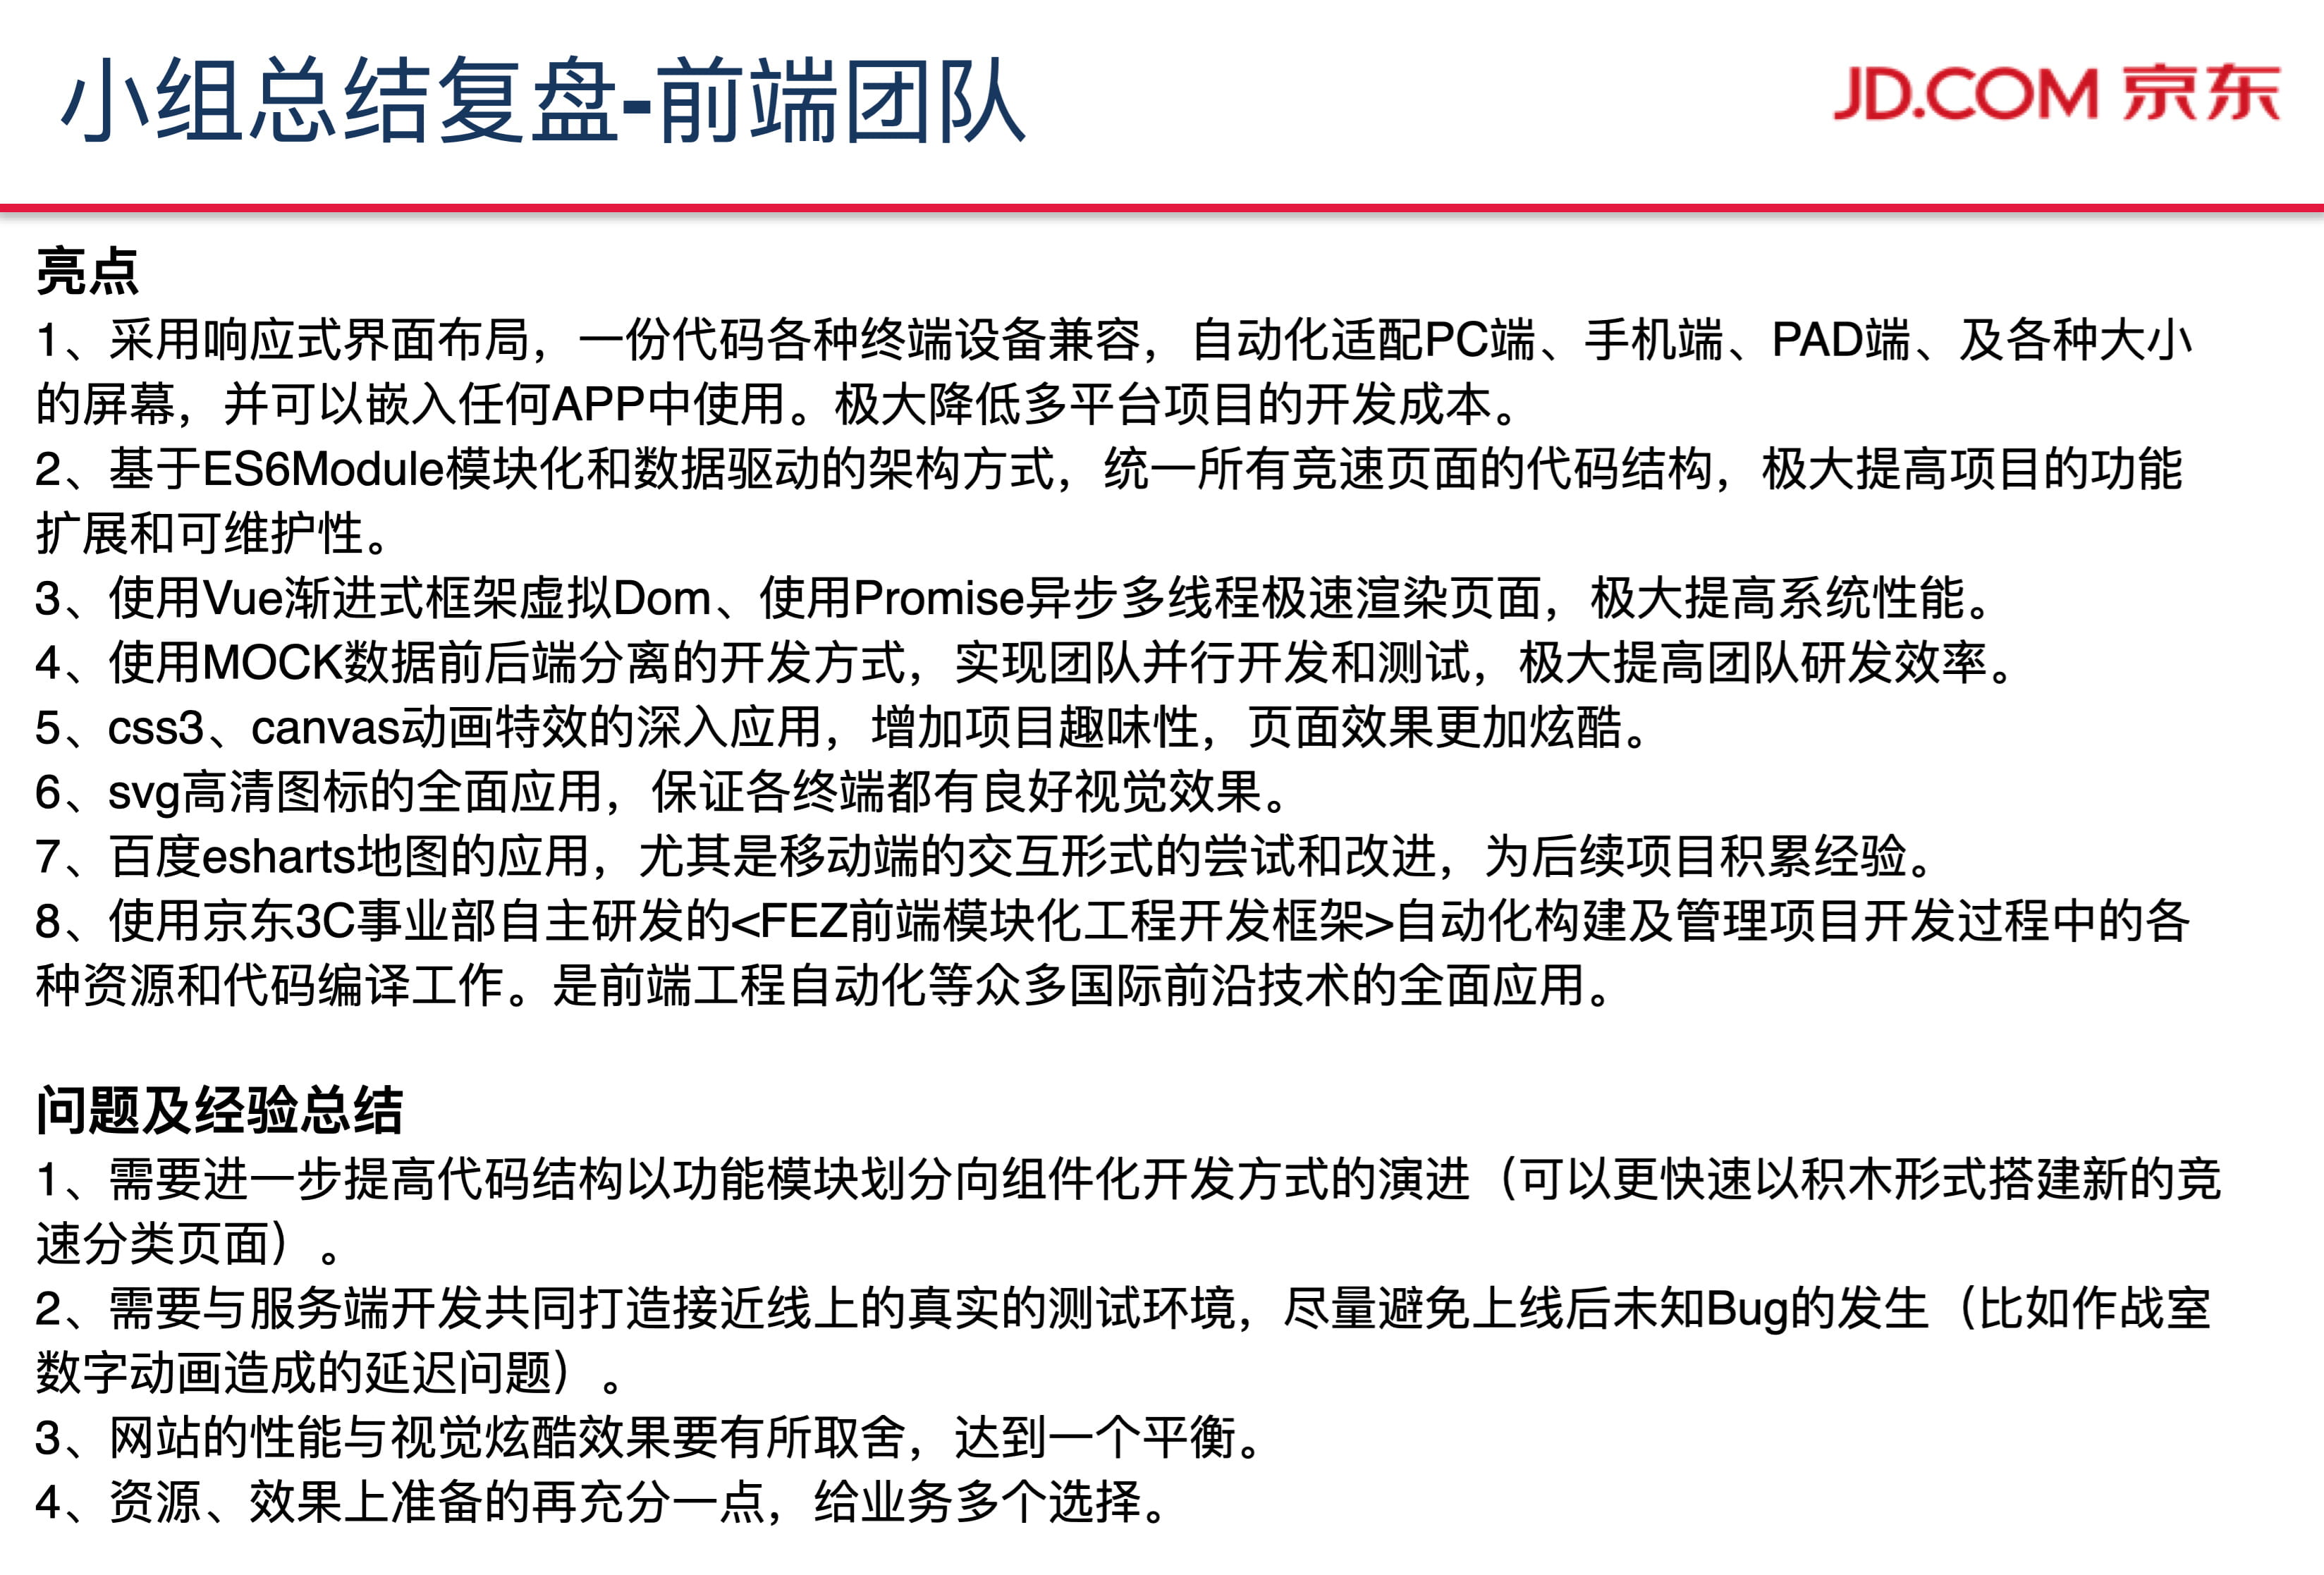 小组总结复盘-前端团队
JD.COM 京东
亮点
1、采用响应式界面布局，一份代码各种终端设备兼容，自动化适配PC端、手机端、PAD端、及各种大小
的屏幕，并可以嵌入任何APP中使用。极大降低多平台项目的开发成本。
2、基于ES6Module模块化和数据驱动的架构方式，统一所有竞速页面的代码结构，极大提高项目的功能
扩展和可维护性。
3、使用Vue渐进式框架虚拟Dom、使用Promise异步多线程极速渲染页面，极大提高系统性能。
4、使用MOCK数据前后端分离的开发方式，实现团队并行开发和测试，极大提高团队研发效率。
5、css3、canvas动画特效的深入应用，增加项目趣味性，页面效果更加炫酷。
6、svg高清图标的全面应用，保证各终端都有良好视觉效果。
7、百度esharts地图的应用，尤其是移动端的交互形式的尝试和改进，为后续项目积累经验。
8、使用京东3C事业部自主研发的<FEZ前端模块化工程开发框架>自动化构建及管理项目开发过程中的各
种资源和代码编译工作。是前端工程自动化等众多国际前沿技术的全面应用。
问题及经验总结
1、需要进一步提高代码结构以功能模块划分向组件化开发方式的演进（可以更快速以积木形式搭建新的竞
速分类页面）。
2、需要与服务端开发共同打造接近线上的真实的测试环境，尽量避免上线后未知Bug的发生（比如作战室
数字动画造成的延迟问题）。
3、网站的性能与视觉炫酷效果要有所取舍，达到一个平衡。
4、资源、效果上准备的再充分一点，给业务多个选择。